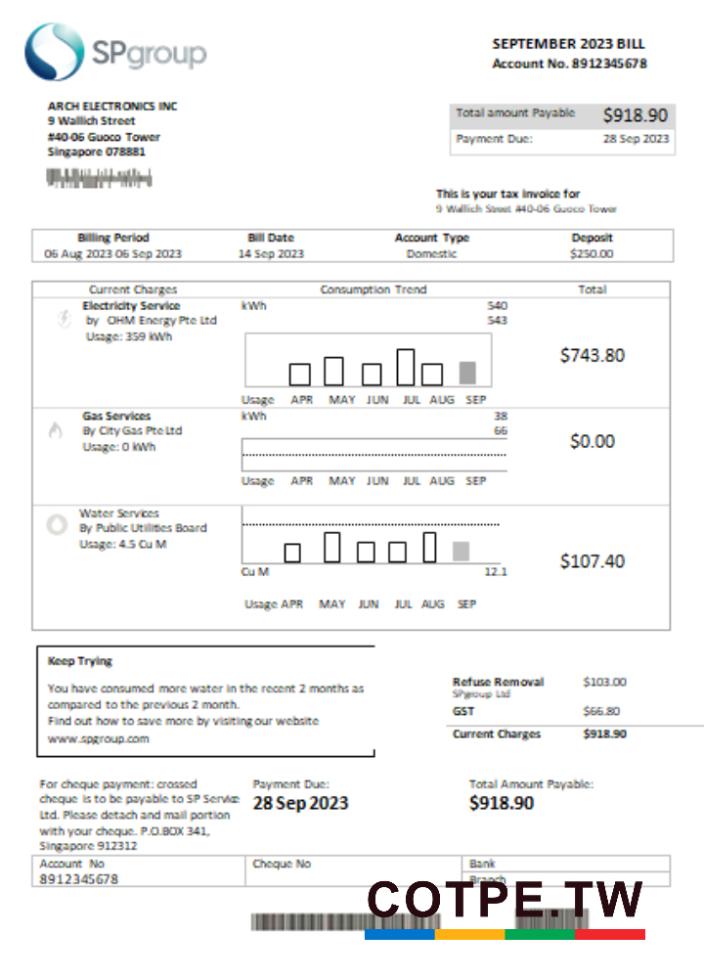 SPgroup
SEPTEMBER 2023 BILL
Account No. 8912345678
ARCH ELECTRONICS INC
9 Wallich Street
#40-06 Guoco Tower
Singapore 078881
Total amount Payable $918.90
Payment Due: 28 Sep 2023
This is your tax invoice for
9 Wallich Street #40-06 Guoco Tower
Billing Period Bill Date Account Type Deposit
06 Aug 2023 06 Sep 2023 14 Sep 2023 Domestic $250.00
Current Charges Consumption Trend Total
Electricity Service kWh 540
by OHM Energy Pte Ltd 543
Usage: 359 kWh
$743.80
Usage APR MAY JUN JUL AUG SEP
Gas Services kWh 38
By City Gas Pte Ltd 66
Usage: 0 kWh
$0.00
Usage APR MAY JUN JUL AUG SEP
Water Services
By Public Utilities Board
Usage: 4.5 Cu M
$107.40
Cu M 12.1
Usage APR MAY JUN JUL AUG SEP
Keep Trying
You have consumed more water in the recent 2 months as
compared to the previous 2 month.
Find out how to save more by visiting our website
www.spgroup.com
Refuse Removal $103.00
SPgroup Ltd
GST $66.80
Current Charges $918.90
For cheque payment: crossed
cheque is to be payable to SP Service
Ltd. Please detach and mail portion
with your cheque. P.O.BOX 341,
Singapore 912312
Payment Due:
28 Sep 2023
Total Amount Payable:
$918.90
Account No Cheque No Bank
8912345678 Branch
COTPE.TW